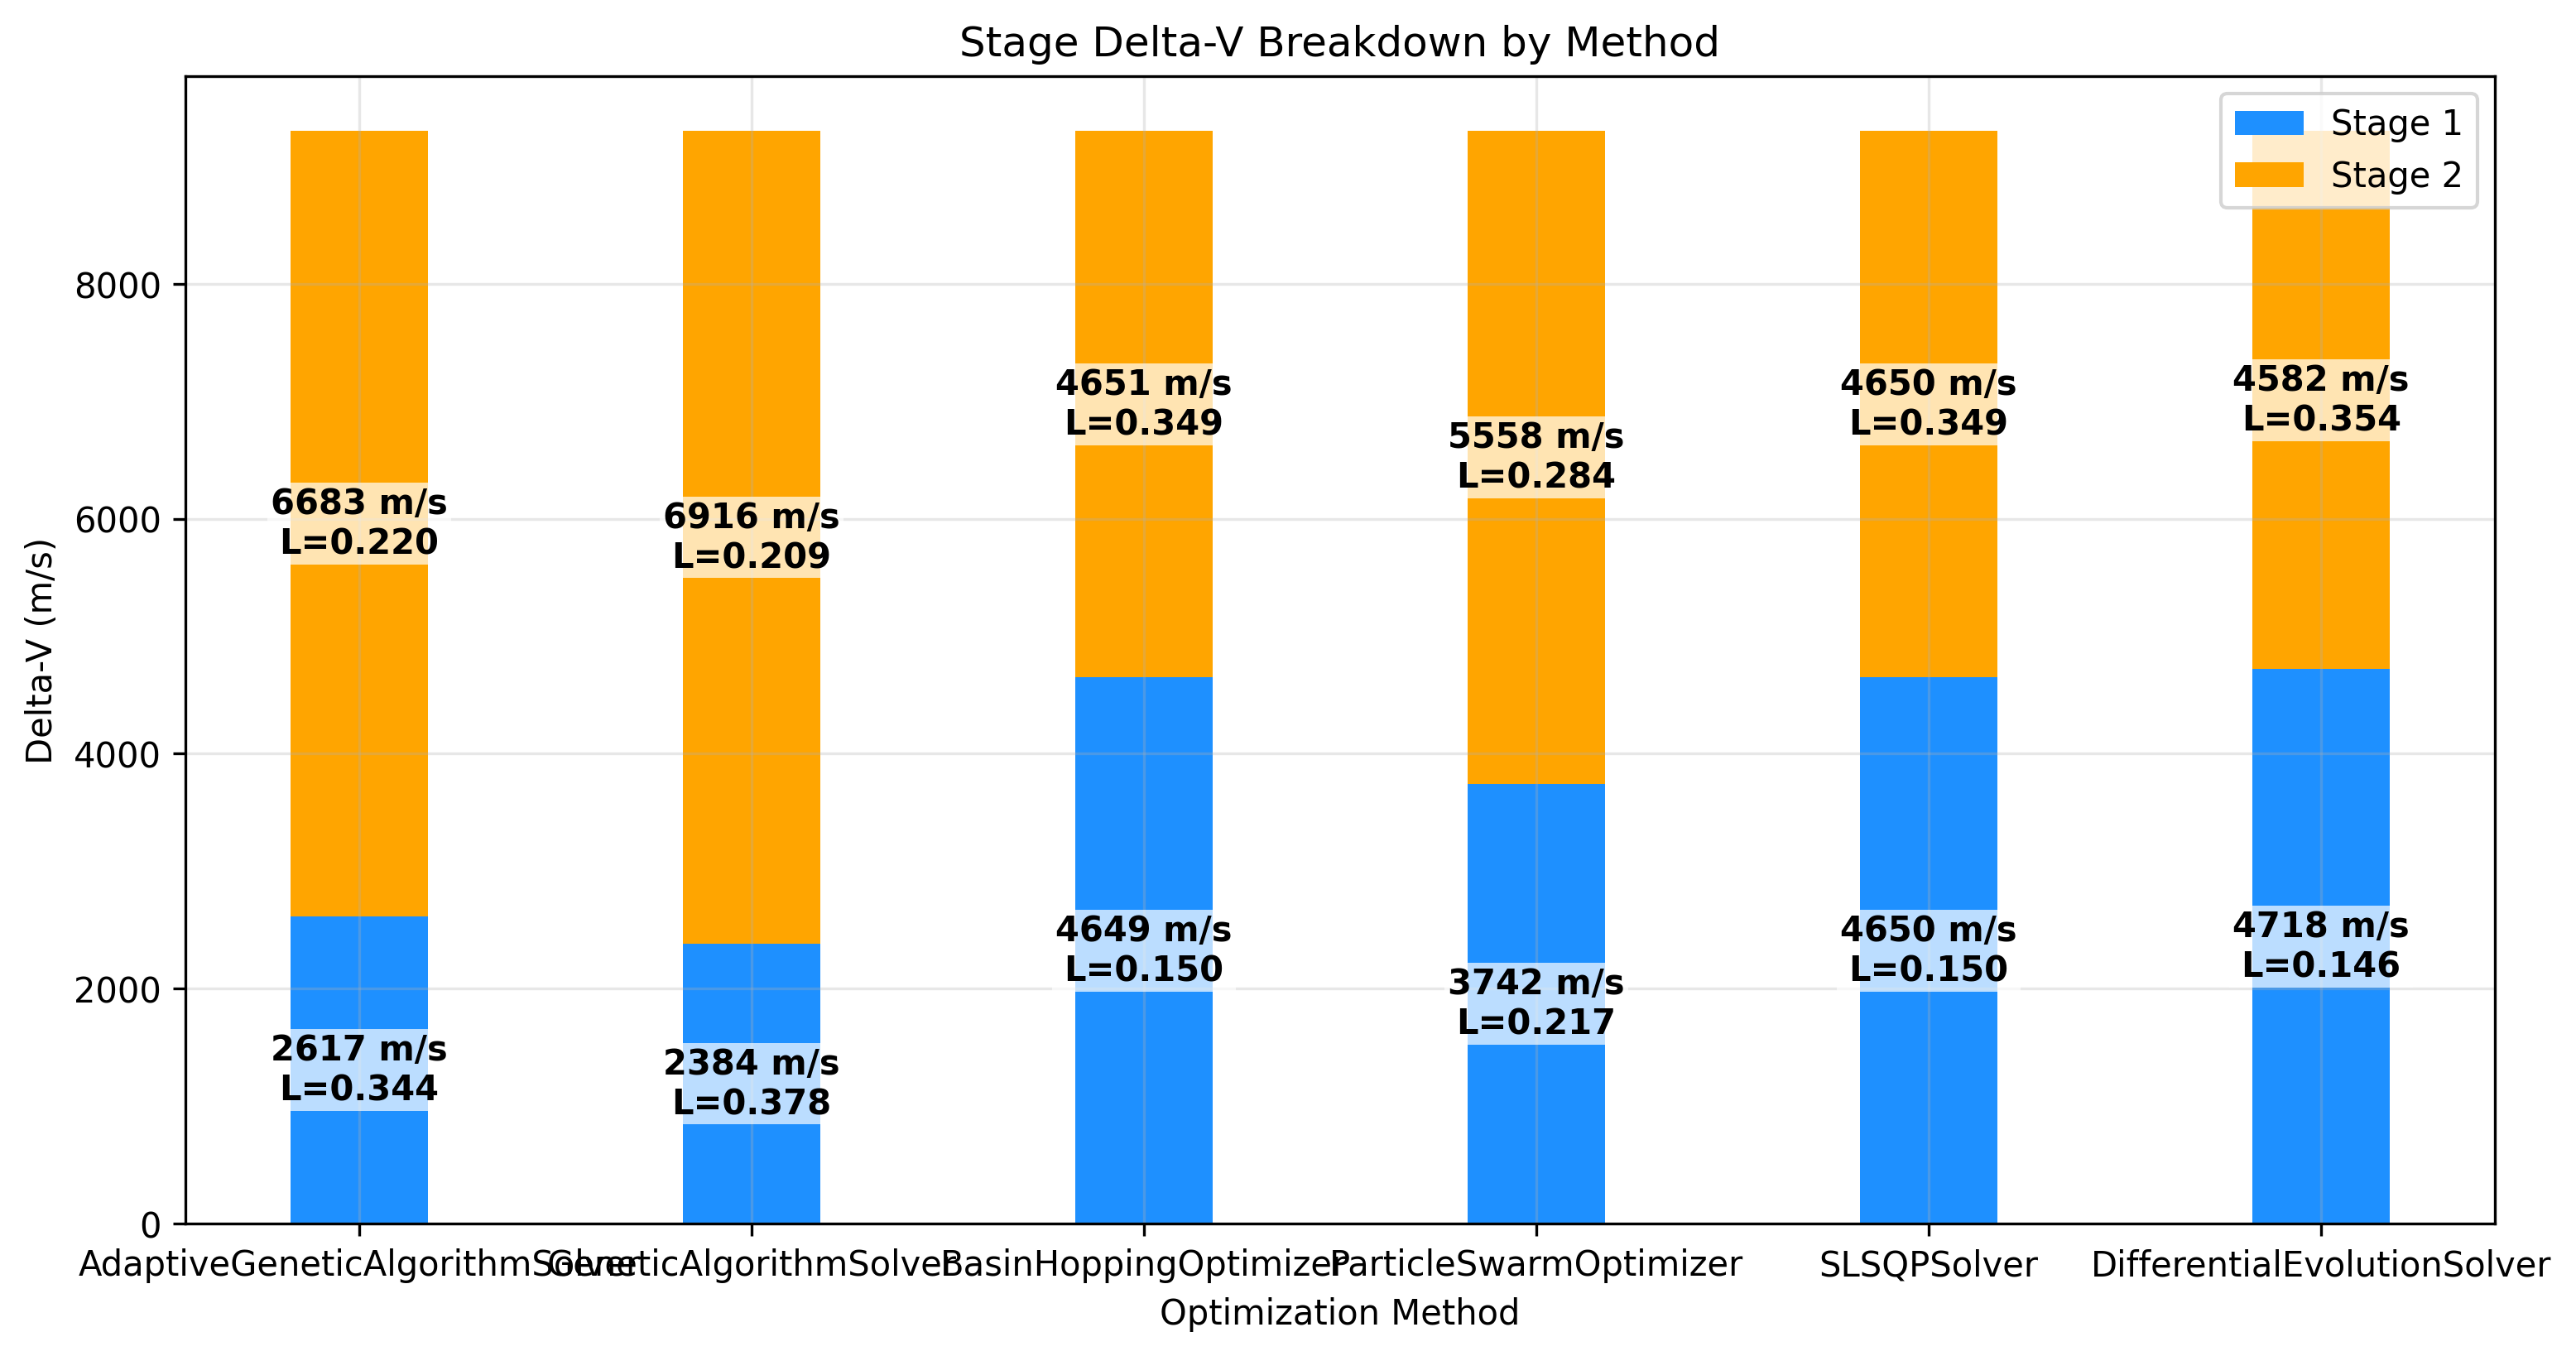 Stage Delta-V Breakdown by Method
Stage 1
Stage 2
Delta-V (m/s)
8000
6000
4000
2000
0
6683 m/s
L=0.220
2617 m/s
L=0.344
6916 m/s
L=0.209
2384 m/s
L=0.378
4651 m/s
L=0.349
4649 m/s
L=0.150
5558 m/s
L=0.284
3742 m/s
L=0.217
4650 m/s
L=0.349
4650 m/s
L=0.150
4582 m/s
L=0.354
4718 m/s
L=0.146
AdaptiveGeneticAlgorithmSolver
GeneticAlgorithmSolver
BasinHoppingOptimizer
ParticleSwarmOptimizer
SLSQPSolver
DifferentialEvolutionSolver
Optimization Method